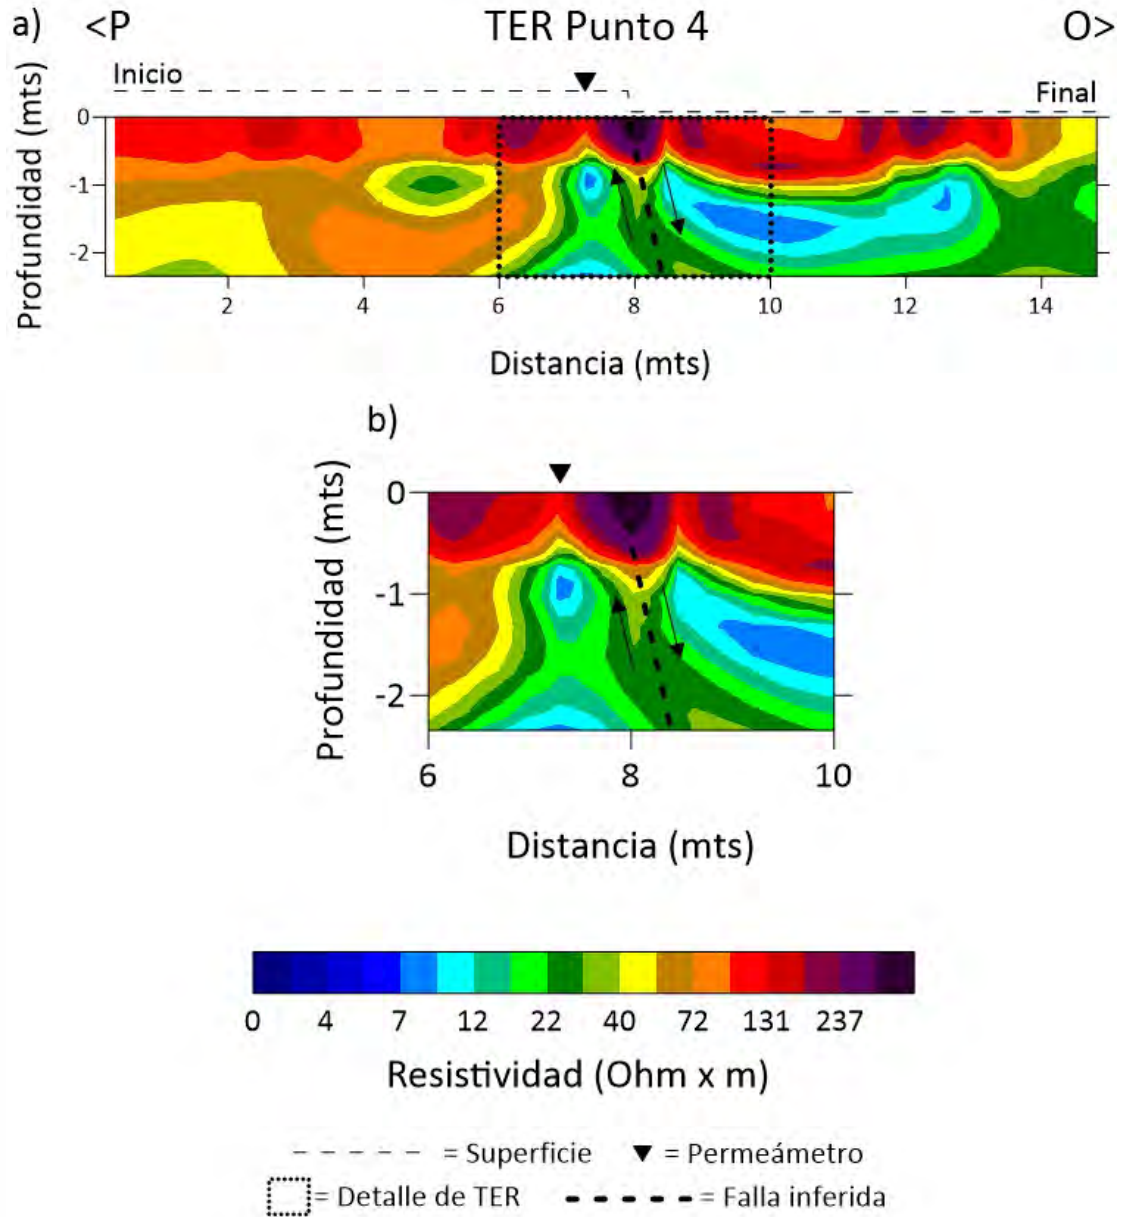 a) <P TER Punto 4 O>
Inicio
Final
Profundidad (mts)
0
-1
-2
2 4 6 8 10 12 14
Distancia (mts)
b)
Profundidad (mts)
0
-1
-2
6 8 10
Distancia (mts)
0 4 7 12 22 40 72 131 237
Resistividad (Ohm x m)
= Superficie = Permeámetro
= Detalle de TER = Falla inferida